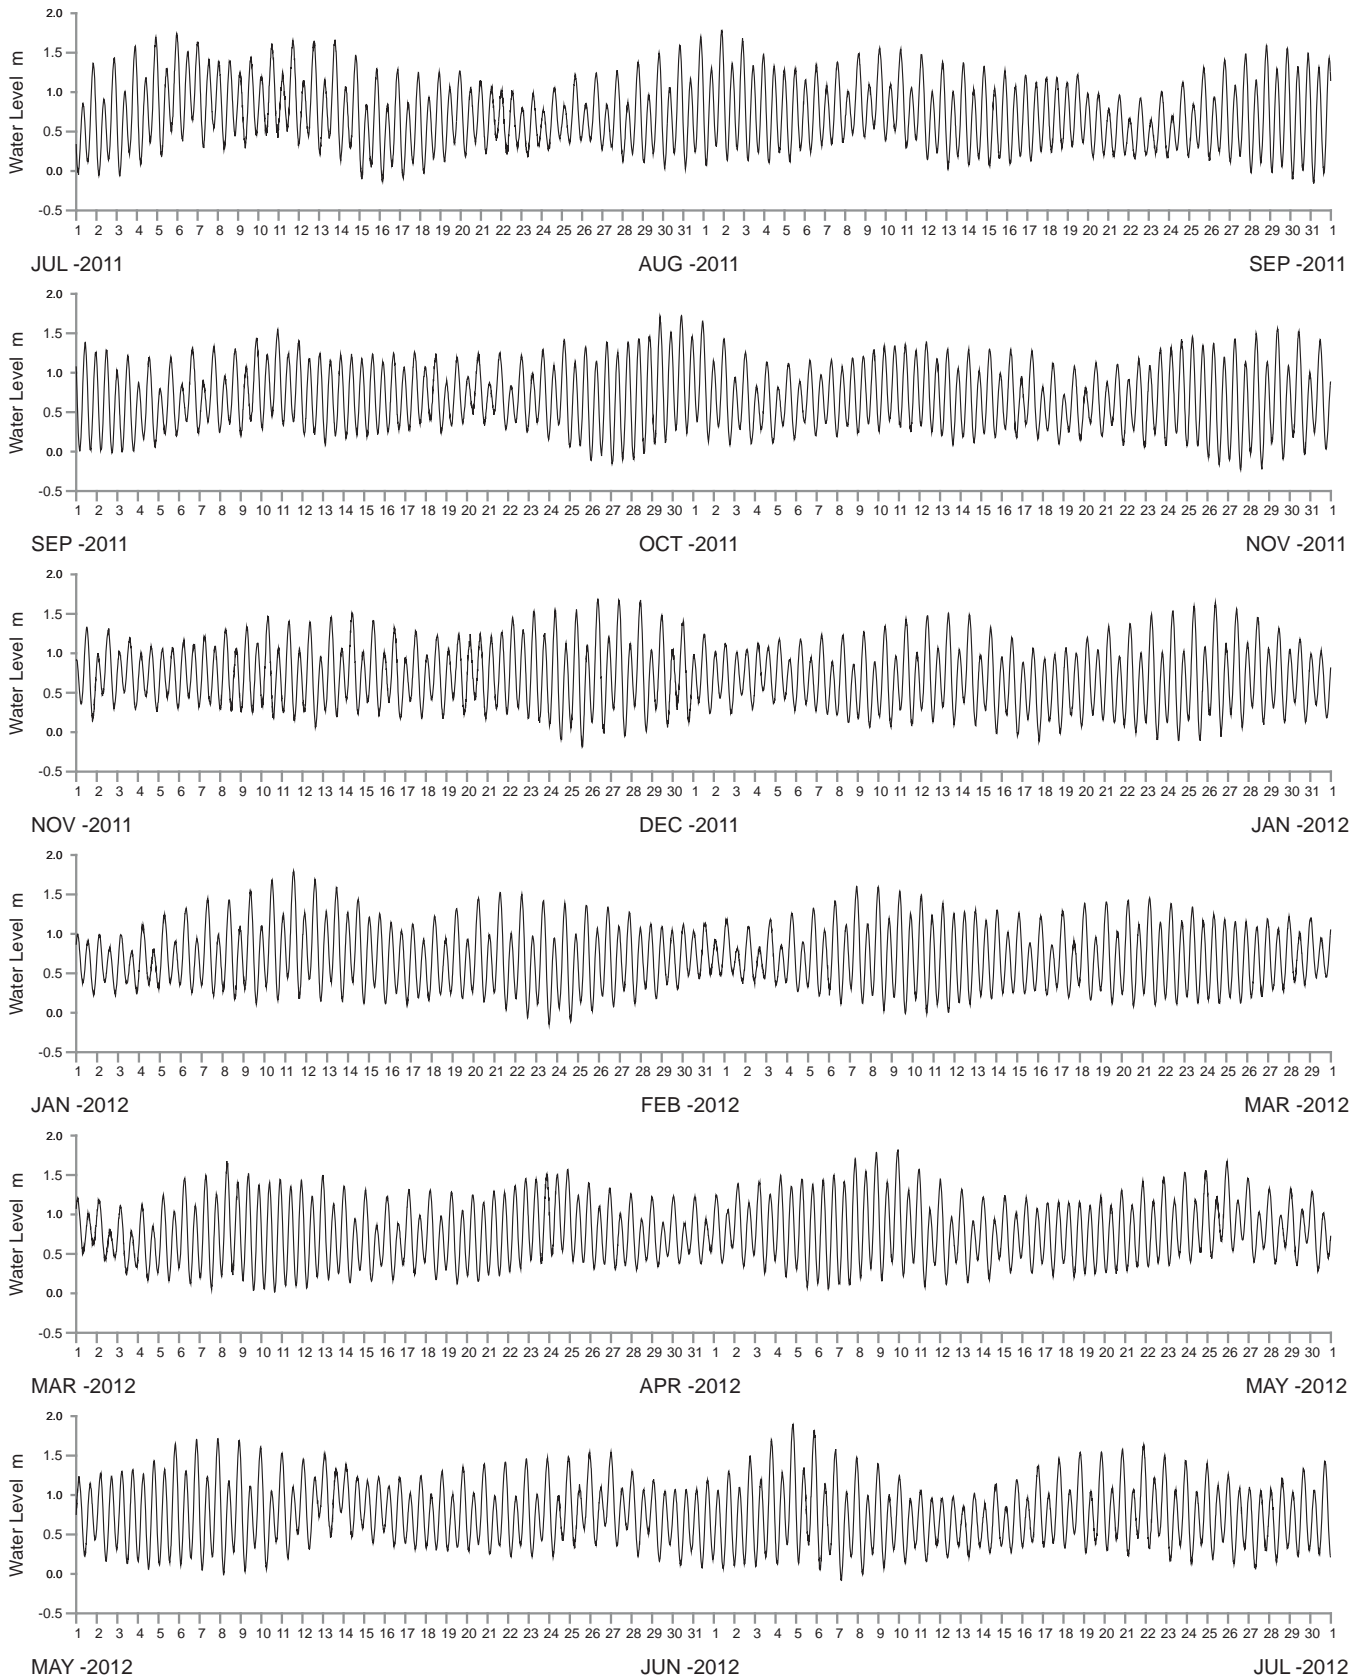 2.0
1.5
1.0
0.5
0.0
-0.5
Water Level m
1 2 3 4 5 6 7 8 9 10 11 12 13 14 15 16 17 18 19 20 21 22 23 24 25 26 27 28 29 30 31 1 2 3 4 5 6 7 8 9 10 11 12 13 14 15 16 17 18 19 20 21 22 23 24 25 26 27 28 29 30 31 1
JUL -2011 AUG -2011 SEP -2011
2.0
1.5
1.0
0.5
0.0
-0.5
Water Level m
1 2 3 4 5 6 7 8 9 10 11 12 13 14 15 16 17 18 19 20 21 22 23 24 25 26 27 28 29 30 1 2 3 4 5 6 7 8 9 10 11 12 13 14 15 16 17 18 19 20 21 22 23 24 25 26 27 28 29 30 31 1
SEP -2011 OCT -2011 NOV -2011
2.0
1.5
1.0
0.5
0.0
-0.5
Water Level m
1 2 3 4 5 6 7 8 9 10 11 12 13 14 15 16 17 18 19 20 21 22 23 24 25 26 27 28 29 30 1 2 3 4 5 6 7 8 9 10 11 12 13 14 15 16 17 18 19 20 21 22 23 24 25 26 27 28 29 30 31 1
NOV -2011 DEC -2011 JAN -2012
2.0
1.5
1.0
0.5
0.0
-0.5
Water Level m
1 2 3 4 5 6 7 8 9 10 11 12 13 14 15 16 17 18 19 20 21 22 23 24 25 26 27 28 29 30 31 1 2 3 4 5 6 7 8 9 10 11 12 13 14 15 16 17 18 19 20 21 22 23 24 25 26 27 28 29 1
JAN -2012 FEB -2012 MAR -2012
2.0
1.5
1.0
0.5
0.0
-0.5
Water Level m
1 2 3 4 5 6 7 8 9 10 11 12 13 14 15 16 17 18 19 20 21 22 23 24 25 26 27 28 29 30 31 1 2 3 4 5 6 7 8 9 10 11 12 13 14 15 16 17 18 19 20 21 22 23 24 25 26 27 28 29 30 1
MAR -2012 APR -2012 MAY -2012
2.0
1.5
1.0
0.5
0.0
-0.5
Water Level m
1 2 3 4 5 6 7 8 9 10 11 12 13 14 15 16 17 18 19 20 21 22 23 24 25 26 27 28 29 30 31 1 2 3 4 5 6 7 8 9 10 11 12 13 14 15 16 17 18 19 20 21 22 23 24 25 26 27 28 29 30 1
MAY -2012 JUN -2012 JUL -2012